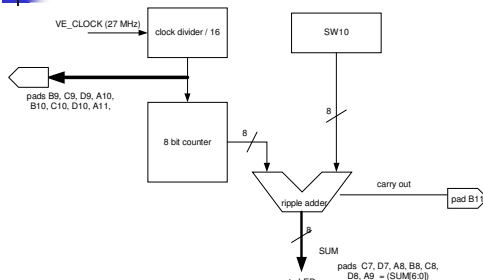 VE_CLOCK (27 MHz)
clock divider / 16
SW10
pads B9, C9, D9, A10,
B10, C10, D10, A11,
8 bit counter
8
8
ripple adder
carry out
pad B11
8
SUM
pads C7, D7, A8, B8, C8,
D8, A9 = (SUM[6:0])